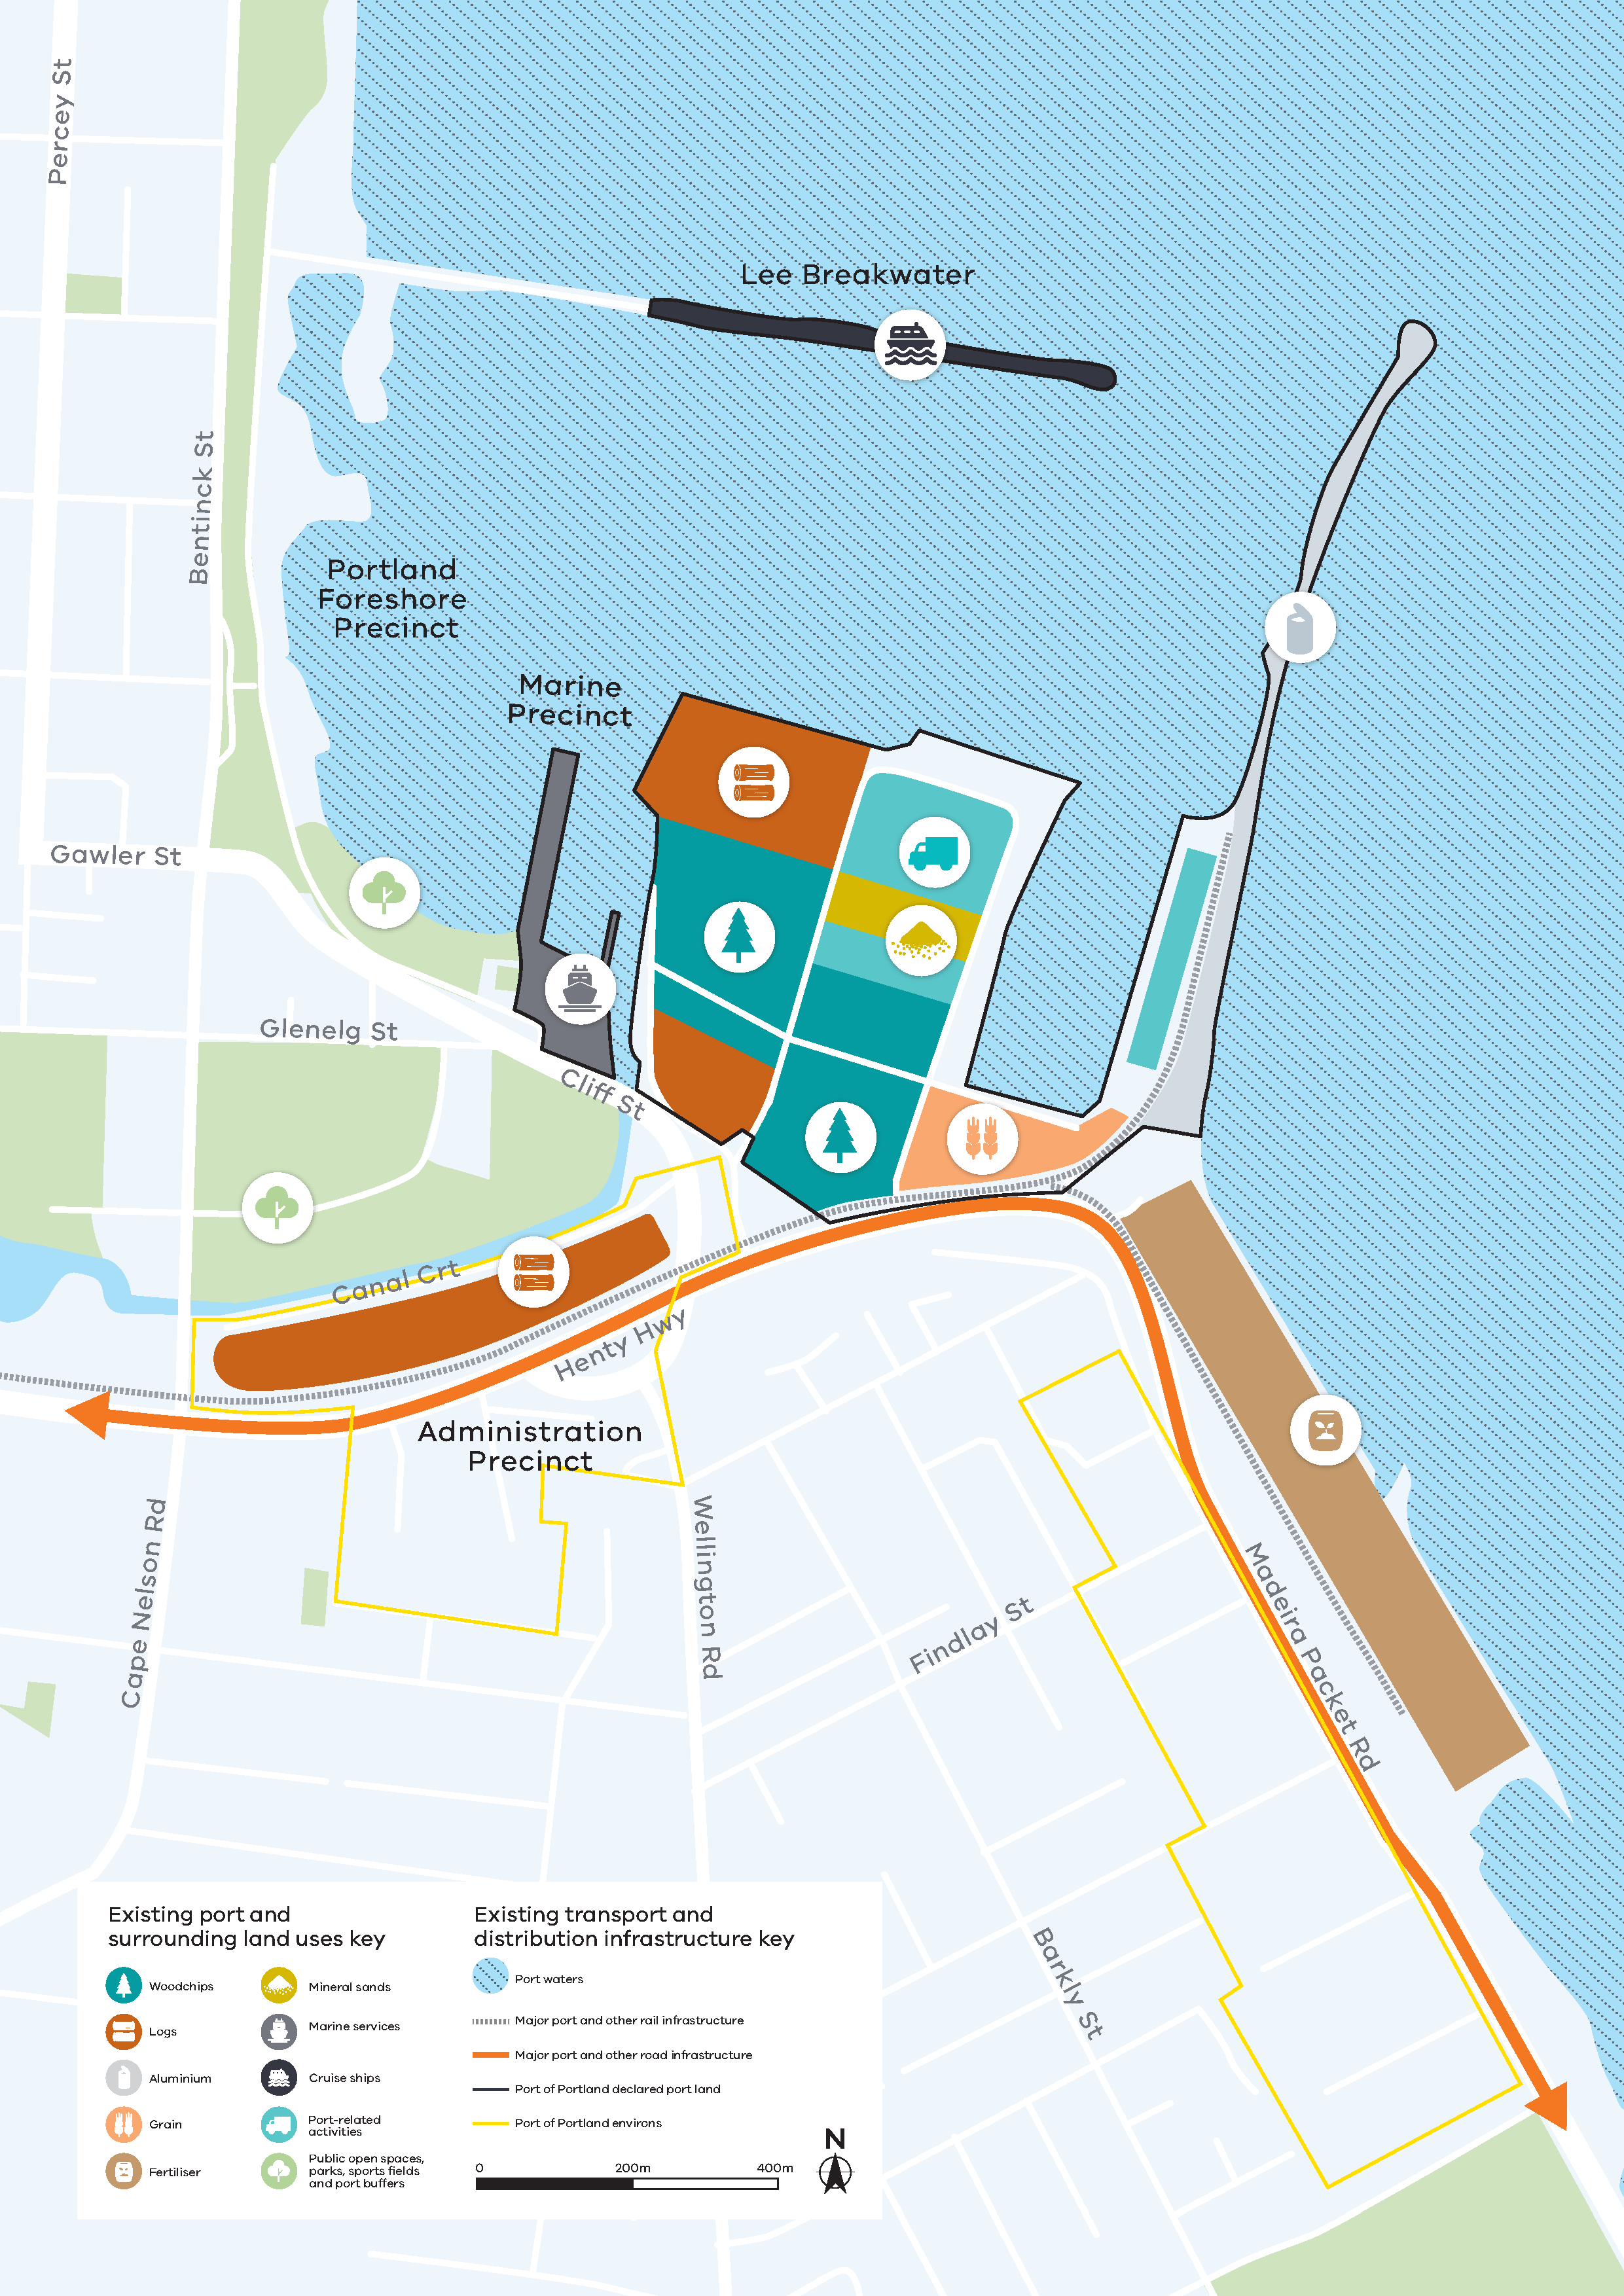 Percey St
Lee Breakwater
Bentinck St
Portland
Foreshore
Precinct
Marine
Precinct
Gawler St
Glenelg St
Cliff St
Canal Crt
Henty Hwy
Administration
Precinct
Cape Nelson Rd
Wellington Rd
Findlay St
Madeira Packet Rd
Barkly St
Existing port and
surrounding land uses key
Woodchips
Logs
Aluminium
Grain
Fertiliser
Mineral sands
Marine services
Cruise ships
Port-related
activities
Public open spaces,
parks, sports fields
and port buffers
Existing transport and
distribution infrastructure key
Port waters
Major port and other rail infrastructure
Major port and other road infrastructure
Port of Portland declared port land
Port of Portland environs
0 200m 400m
N